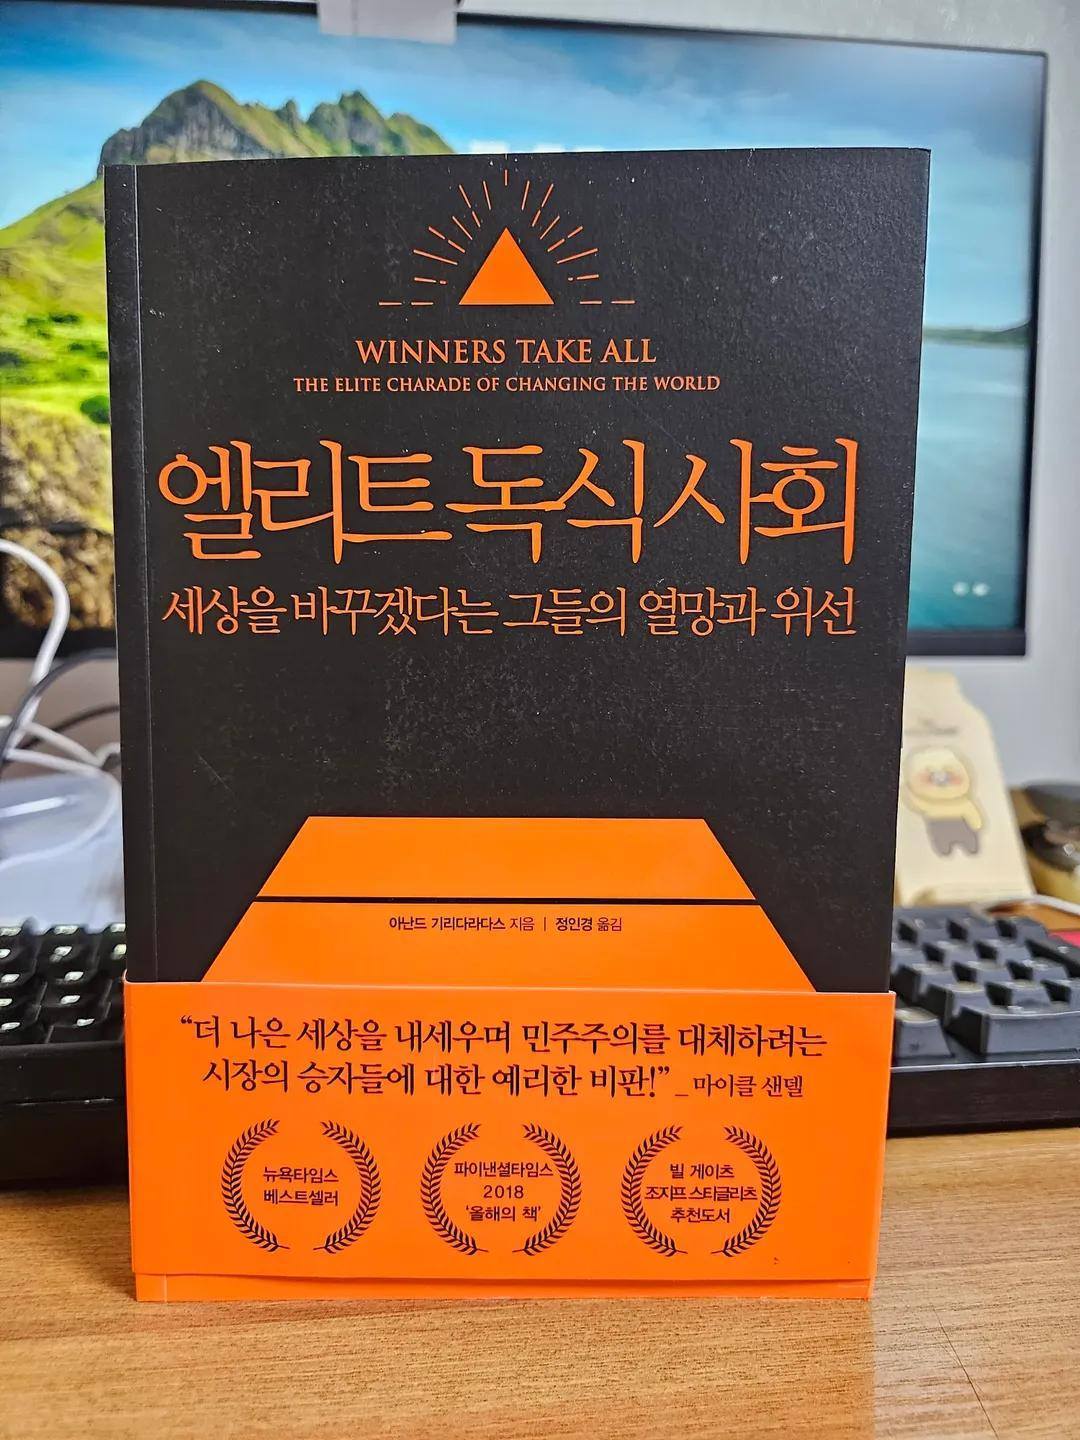 WINNERS TAKE ALL
THE ELITE CHARADE OF CHANGING THE WORLD
엘리트 독식 사회
세상을 바꾸겠다는 그들의 열망과 위선
아난드 기리다라다스 지음 | 정인경 옮김
“더 나은 세상을 내세우며 민주주의를 대체하려는
시장의 승자들에 대한 예리한 비판!” _ 마이클 샌델
뉴욕타임스
베스트셀러
파이낸셜타임스
2018
‘올해의 책’
빌 게이츠
조지프 스티글리츠
추천도서